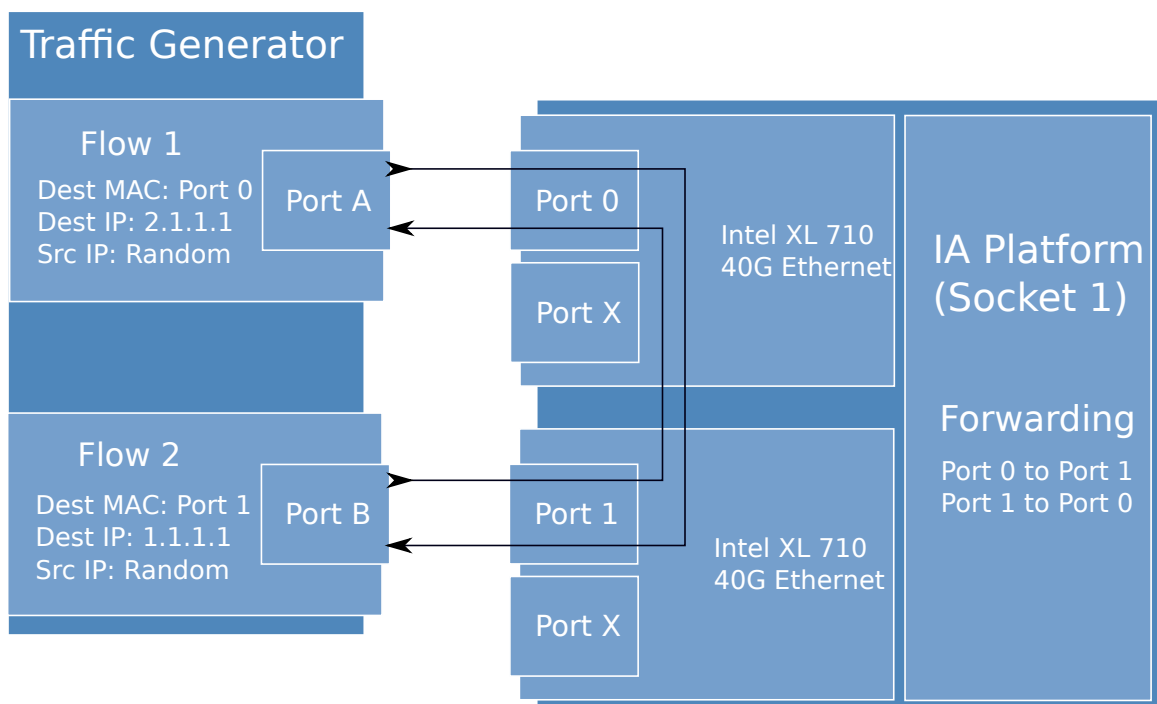 Traffic Generator
Flow 1
Dest MAC: Port 0
Dest IP: 2.1.1.1
Src IP: Random
Port A
Flow 2
Dest MAC: Port 1
Dest IP: 1.1.1.1
Src IP: Random
Port B
Port 0
Port X
Intel XL 710
40G Ethernet
Port 1
Port X
Intel XL 710
40G Ethernet
IA Platform
(Socket 1)
Forwarding
Port 0 to Port 1
Port 1 to Port 0